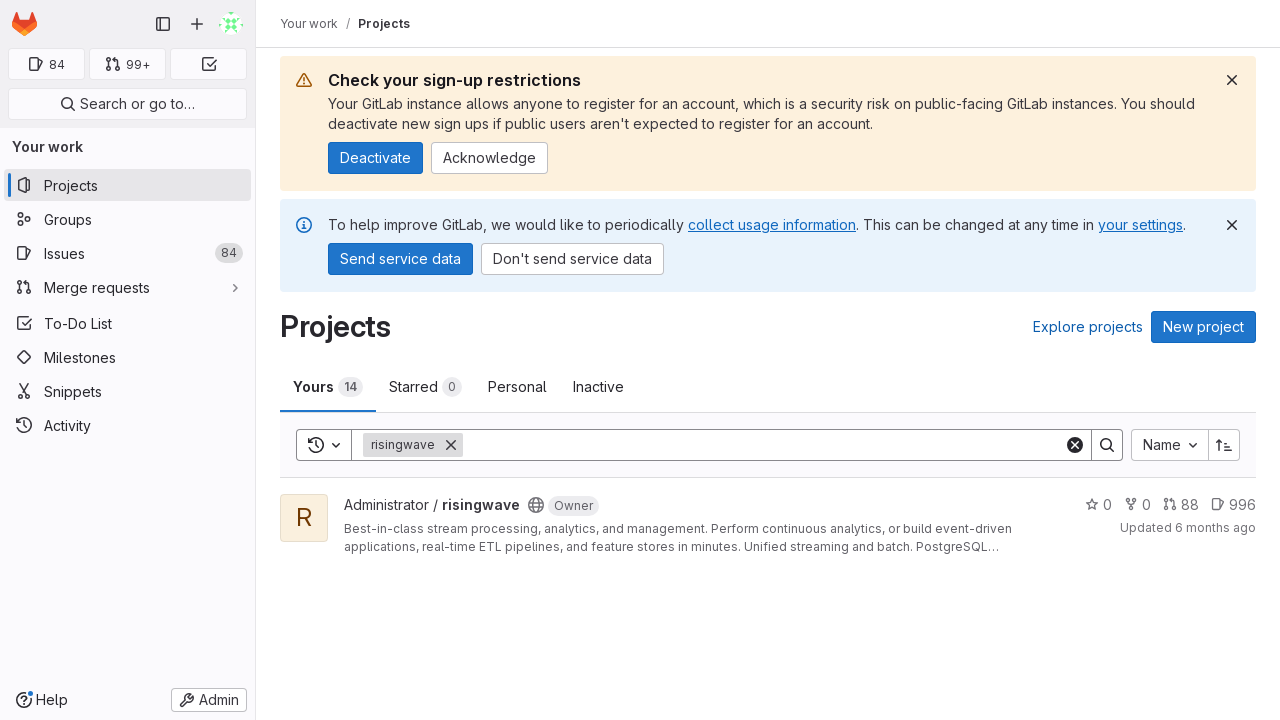 84
99+
Search or go to…
Your work
Projects
Groups
Issues
84
Merge requests
To-Do List
Milestones
Snippets
Activity
Help
Admin
Your work / Projects
Check your sign-up restrictions
Your GitLab instance allows anyone to register for an account, which is a security risk on public-facing GitLab instances. You should
deactivate new sign ups if public users aren't expected to register for an account.
Deactivate
Acknowledge
To help improve GitLab, we would like to periodically collect usage information. This can be changed at any time in your settings.
Send service data
Don't send service data
Projects
Explore projects
New project
Yours 14
Starred 0
Personal
Inactive
risingwave
Name
R
Administrator / risingwave
Owner
0
0
88
996
Best-in-class stream processing, analytics, and management. Perform continuous analytics, or build event-driven
applications, real-time ETL pipelines, and feature stores in minutes. Unified streaming and batch. PostgreSQL…
Updated 6 months ago